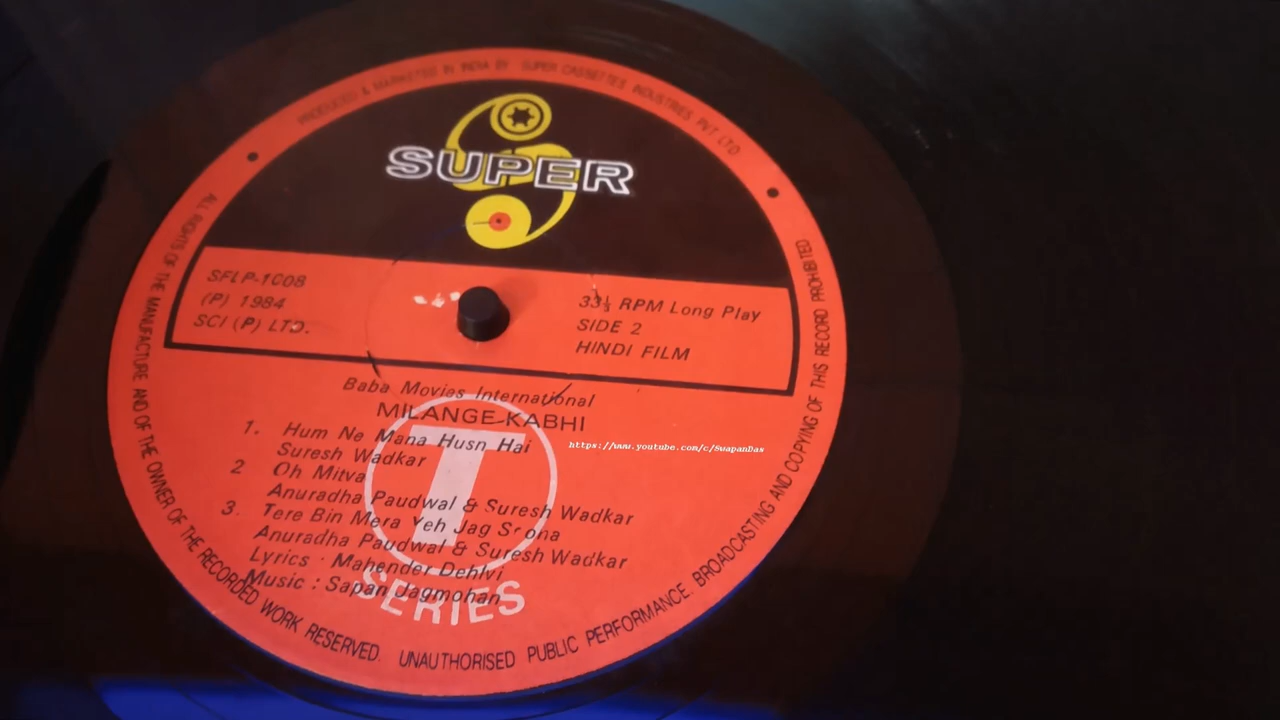 PRODUCED & MARKETED IN INDIA BY SUPER CASSETTES INDUSTRIES PVT LTD
SUPER
SFLP-1008
(P) 1984
SCI (P) LTD.
33⅓ RPM Long Play
SIDE 2
HINDI FILM
Baba Movies International
MILANGE-KABHI
1. Hum Ne Mana Husn Hai
Suresh Wadkar
2 Oh Mitva
Anuradha Paudwal & Suresh Wadkar
3. Tere Bin Mera Yeh Jag Soona
Anuradha Paudwal & Suresh Wadkar
Lyrics : Mahender Dehlvi
Music : Sapan Jagmohan
T
SERIES
https://www.youtube.com/c/SwapanDas
ALL RIGHTS OF THE MANUFACTURE AND OF THE OWNER OF THE RECORDED WORK RESERVED. UNAUTHORISED PUBLIC PERFORMANCE. BROADCASTING AND COPYING OF THIS RECORD PROHIBITED